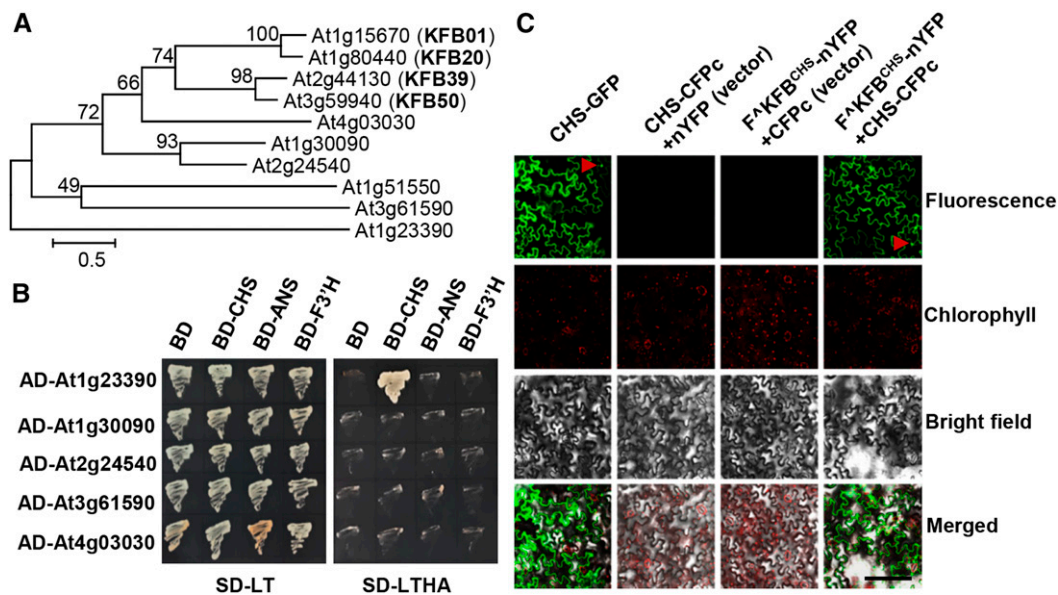 A
100
At1g15670 (KFB01)
At1g80440 (KFB20)
74
98
At2g44130 (KFB39)
At3g59940 (KFB50)
66
At4g03030
72
93
At1g30090
At2g24540
49
At1g51550
At3g61590
At1g23390
0.5
B
BD
BD-CHS
BD-ANS
BD-F3'H
BD
BD-CHS
BD-ANS
BD-F3'H
AD-At1g23390
AD-At1g30090
AD-At2g24540
AD-At3g61590
AD-At4g03030
SD-LT
SD-LTHA
C
CHS-GFP
CHS-CFPc
+nYFP (vector)
F^KFBCHS-nYFP
+CFPc (vector)
F^KFBCHS-nYFP
+CHS-CFPc
Fluorescence
Chlorophyll
Bright field
Merged